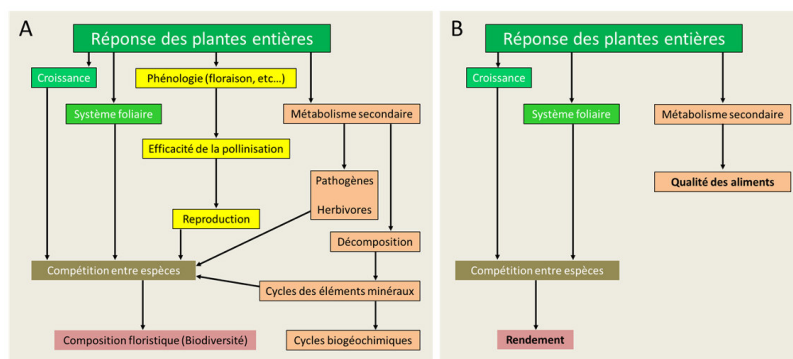 A
Réponse des plantes entières
Croissance
Phénologie (floraison, etc...)
Système foliaire
Métabolisme secondaire
Efficacité de la pollinisation
Pathogènes
Herbivores
Reproduction
Décomposition
Compétition entre espèces
Cycles des éléments minéraux
Composition floristique (Biodiversité)
Cycles biogéochimiques
B
Réponse des plantes entières
Croissance
Système foliaire
Métabolisme secondaire
Qualité des aliments
Compétition entre espèces
Rendement